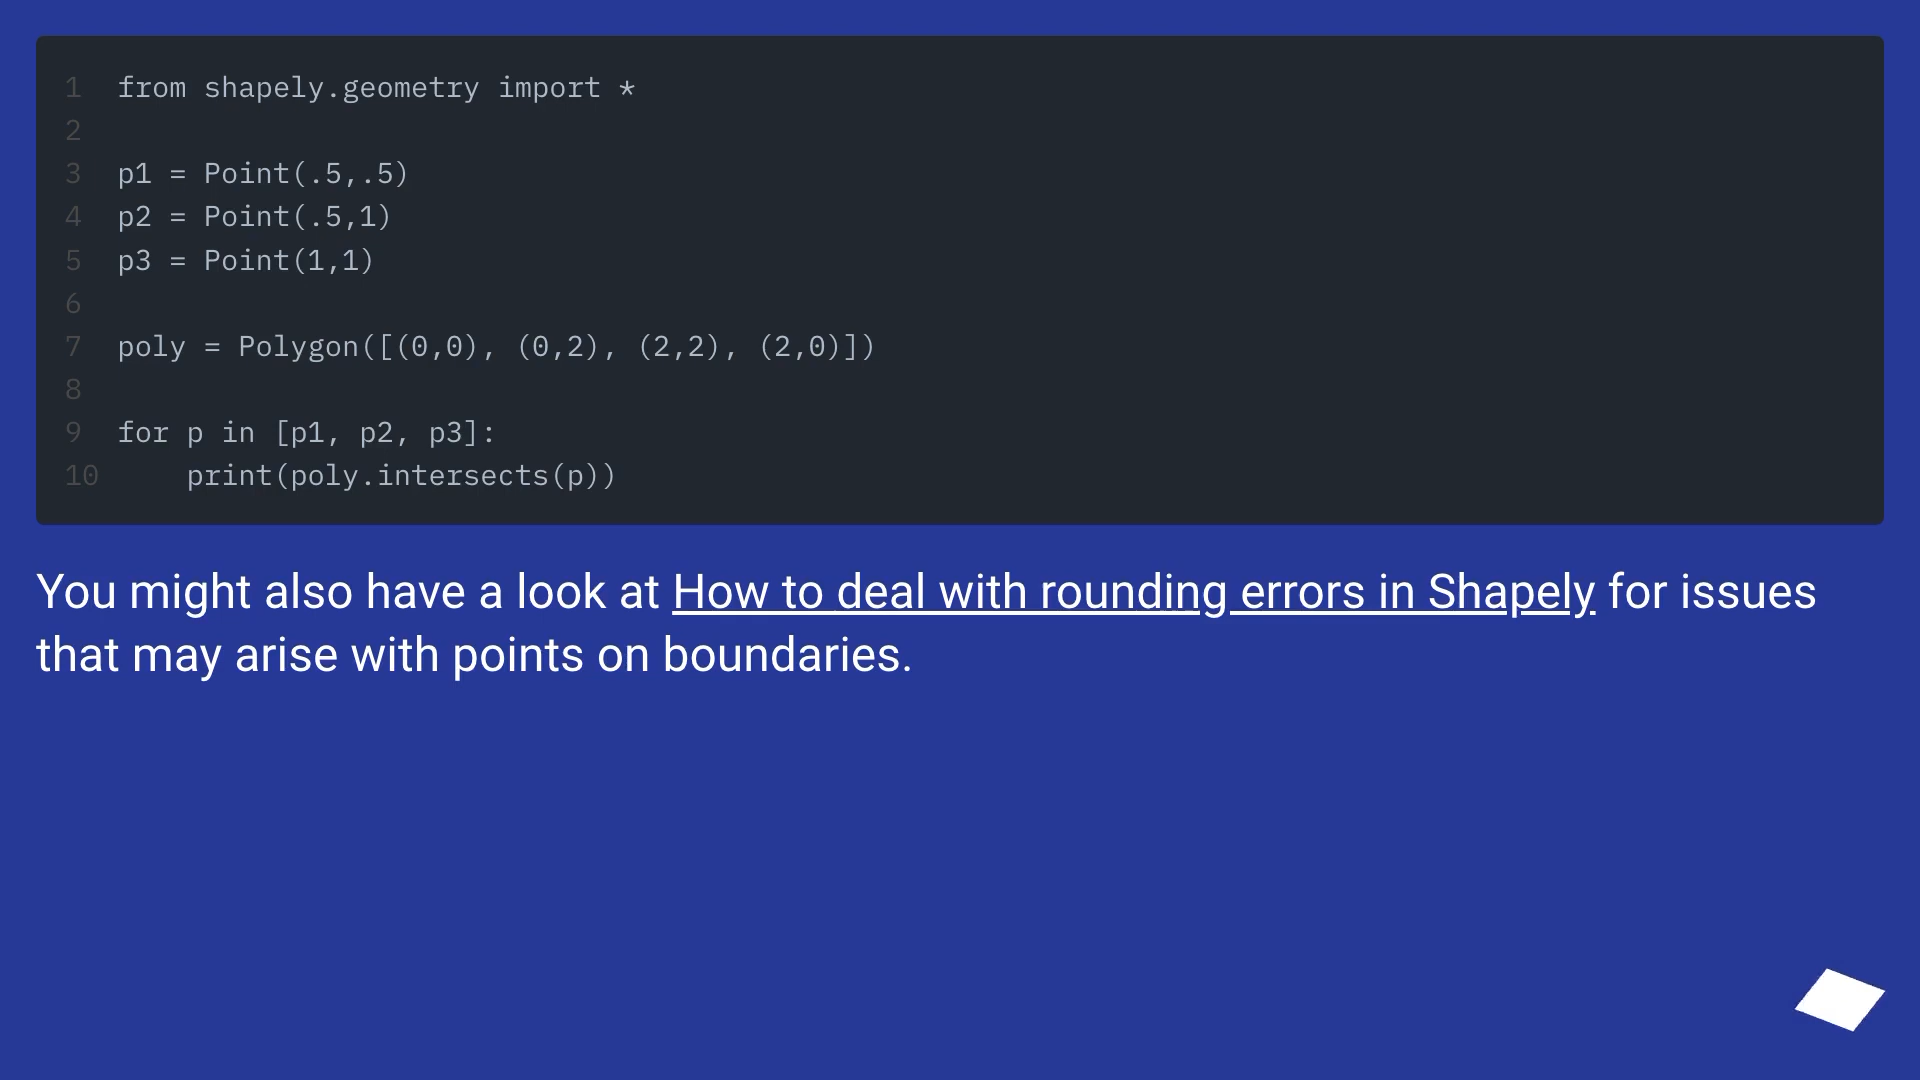 1 from shapely.geometry import *
2
3 p1 = Point(.5,.5)
4 p2 = Point(.5,1)
5 p3 = Point(1,1)
6
7 poly = Polygon([(0,0), (0,2), (2,2), (2,0)])
8
9 for p in [p1, p2, p3]:
10     print(poly.intersects(p))
You might also have a look at How to deal with rounding errors in Shapely for issues
that may arise with points on boundaries.